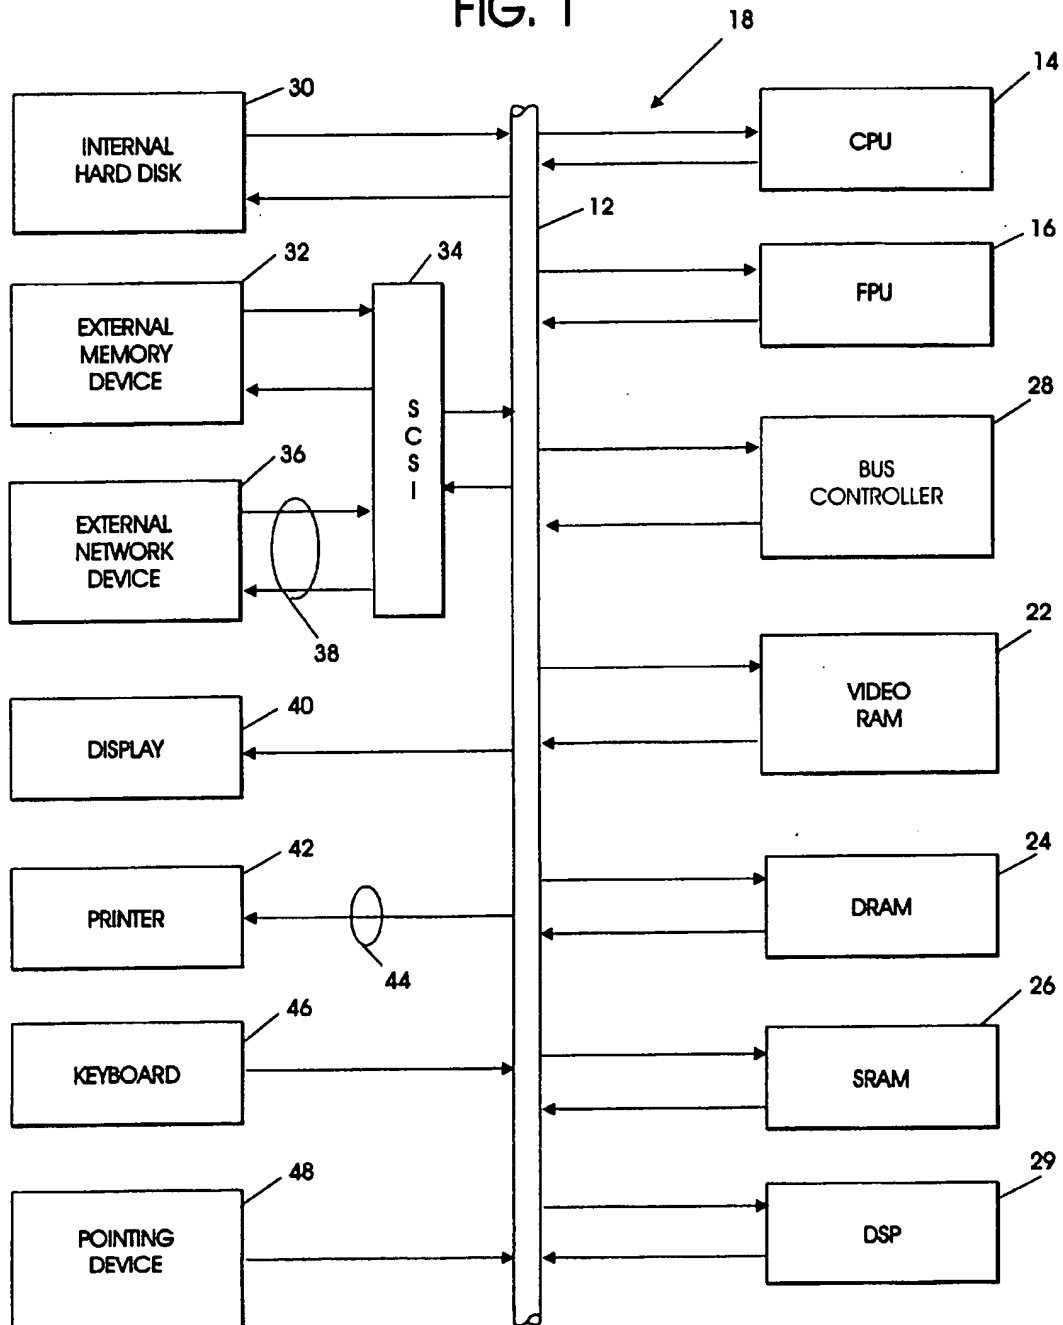 FIG. 1
18
30
14
INTERNAL
HARD DISK
CPU
12
16
32
34
FPU
EXTERNAL
MEMORY
DEVICE
S
C
S
I
28
36
BUS
CONTROLLER
EXTERNAL
NETWORK
DEVICE
38
22
VIDEO
RAM
40
DISPLAY
42
24
PRINTER
DRAM
44
26
46
KEYBOARD
SRAM
48
29
POINTING
DEVICE
DSP